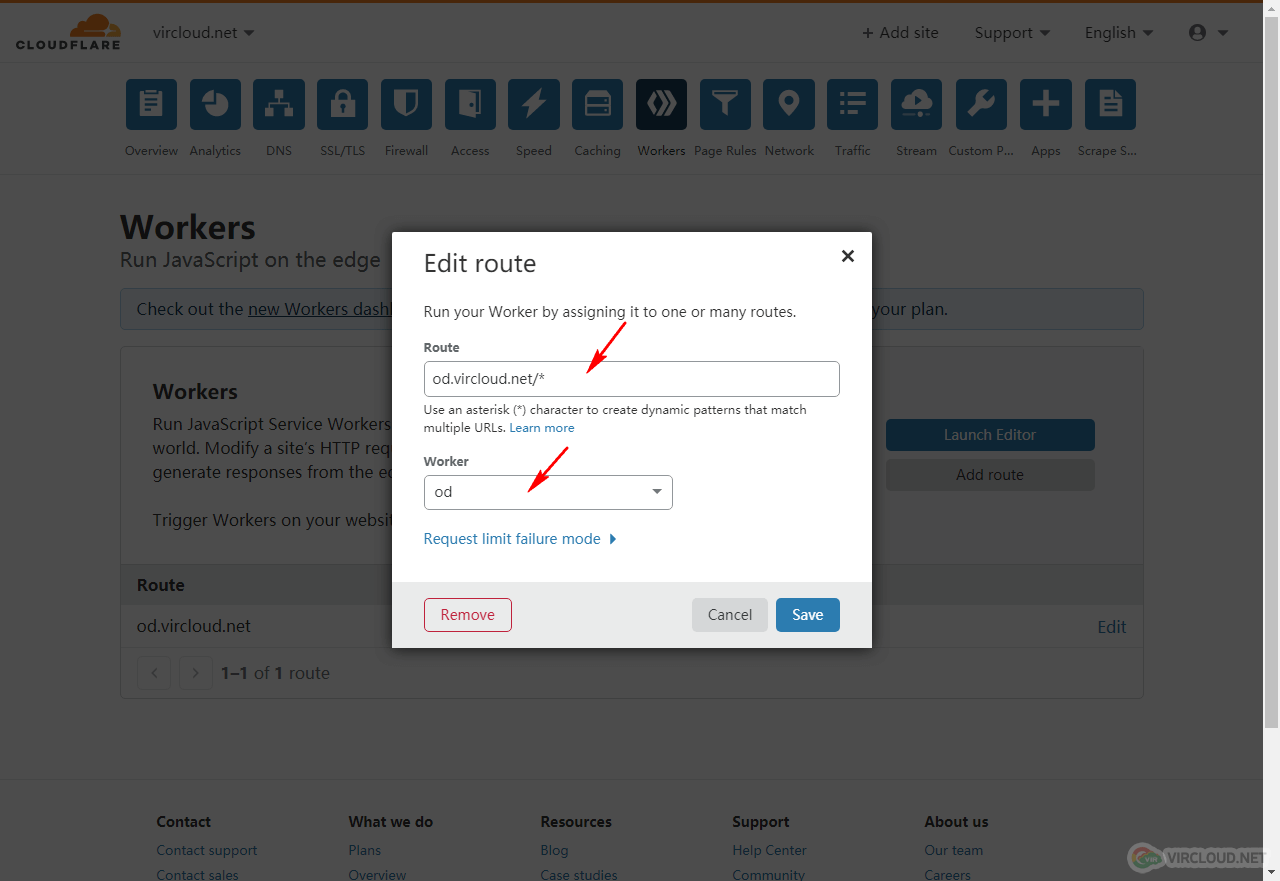 CLOUDFLARE
vircloud.net
+ Add site
Support
English
Overview
Analytics
DNS
SSL/TLS
Firewall
Access
Speed
Caching
Workers
Page Rules
Network
Traffic
Stream
Custom P...
Apps
Scrape S...
Workers
Run JavaScript on the edge
Check out the new Workers dash
your plan.
Workers
Run JavaScript Service Workers
world. Modify a site's HTTP req
generate responses from the e
Trigger Workers on your websi
Launch Editor
Add route
Route
od.vircloud.net
Edit
1–1 of 1 route
Edit route
Run your Worker by assigning it to one or many routes.
Route
od.vircloud.net/*
Use an asterisk (*) character to create dynamic patterns that match
multiple URLs. Learn more
Worker
od
Request limit failure mode
Remove
Cancel
Save
Contact
Contact support
Contact sales
What we do
Plans
Overview
Resources
Blog
Case studies
Support
Help Center
Community
About us
Our team
Careers
VIRCLOUD.NET